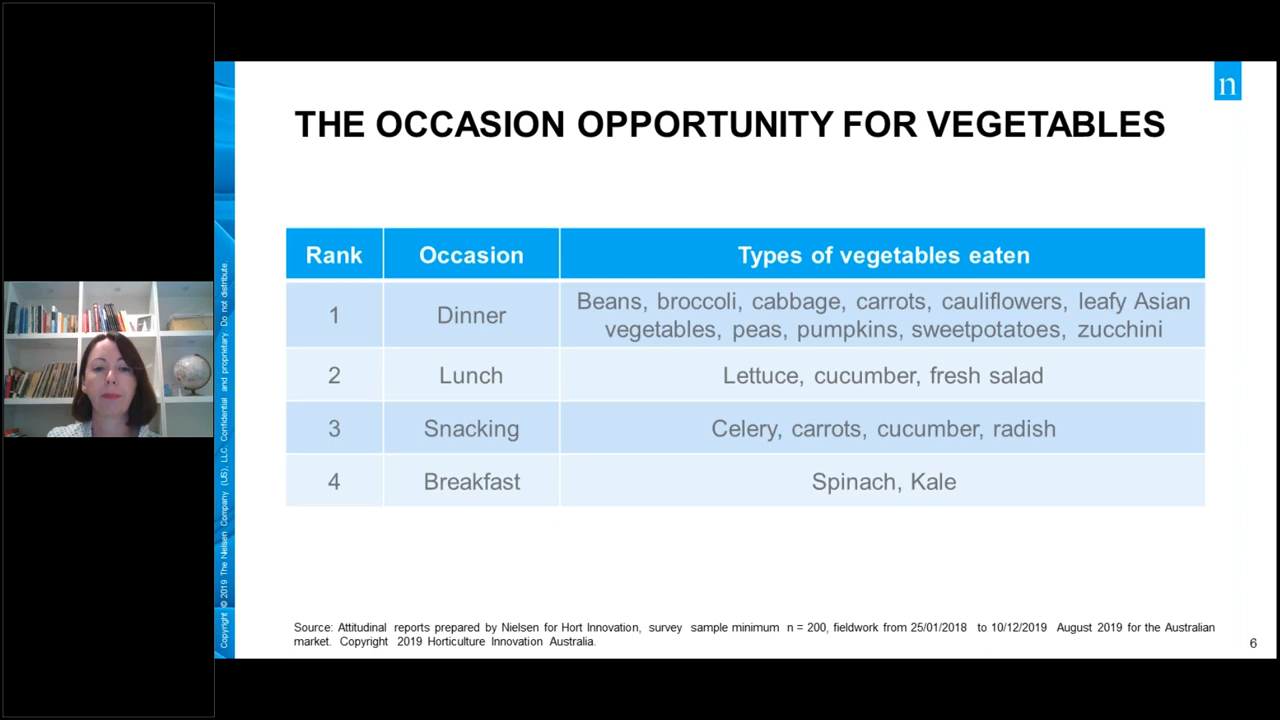 n
THE OCCASION OPPORTUNITY FOR VEGETABLES
Rank Occasion Types of vegetables eaten
1 Dinner Beans, broccoli, cabbage, carrots, cauliflowers, leafy Asian
vegetables, peas, pumpkins, sweetpotatoes, zucchini
2 Lunch Lettuce, cucumber, fresh salad
3 Snacking Celery, carrots, cucumber, radish
4 Breakfast Spinach, Kale
Copyright © 2019 The Nielsen Company (US), LLC. Confidential and proprietary. Do not distribute.
Source: Attitudinal reports prepared by Nielsen for Hort Innovation, survey sample minimum n = 200, fieldwork from 25/01/2018 to 10/12/2019 August 2019 for the Australian
market. Copyright 2019 Horticulture Innovation Australia.
6